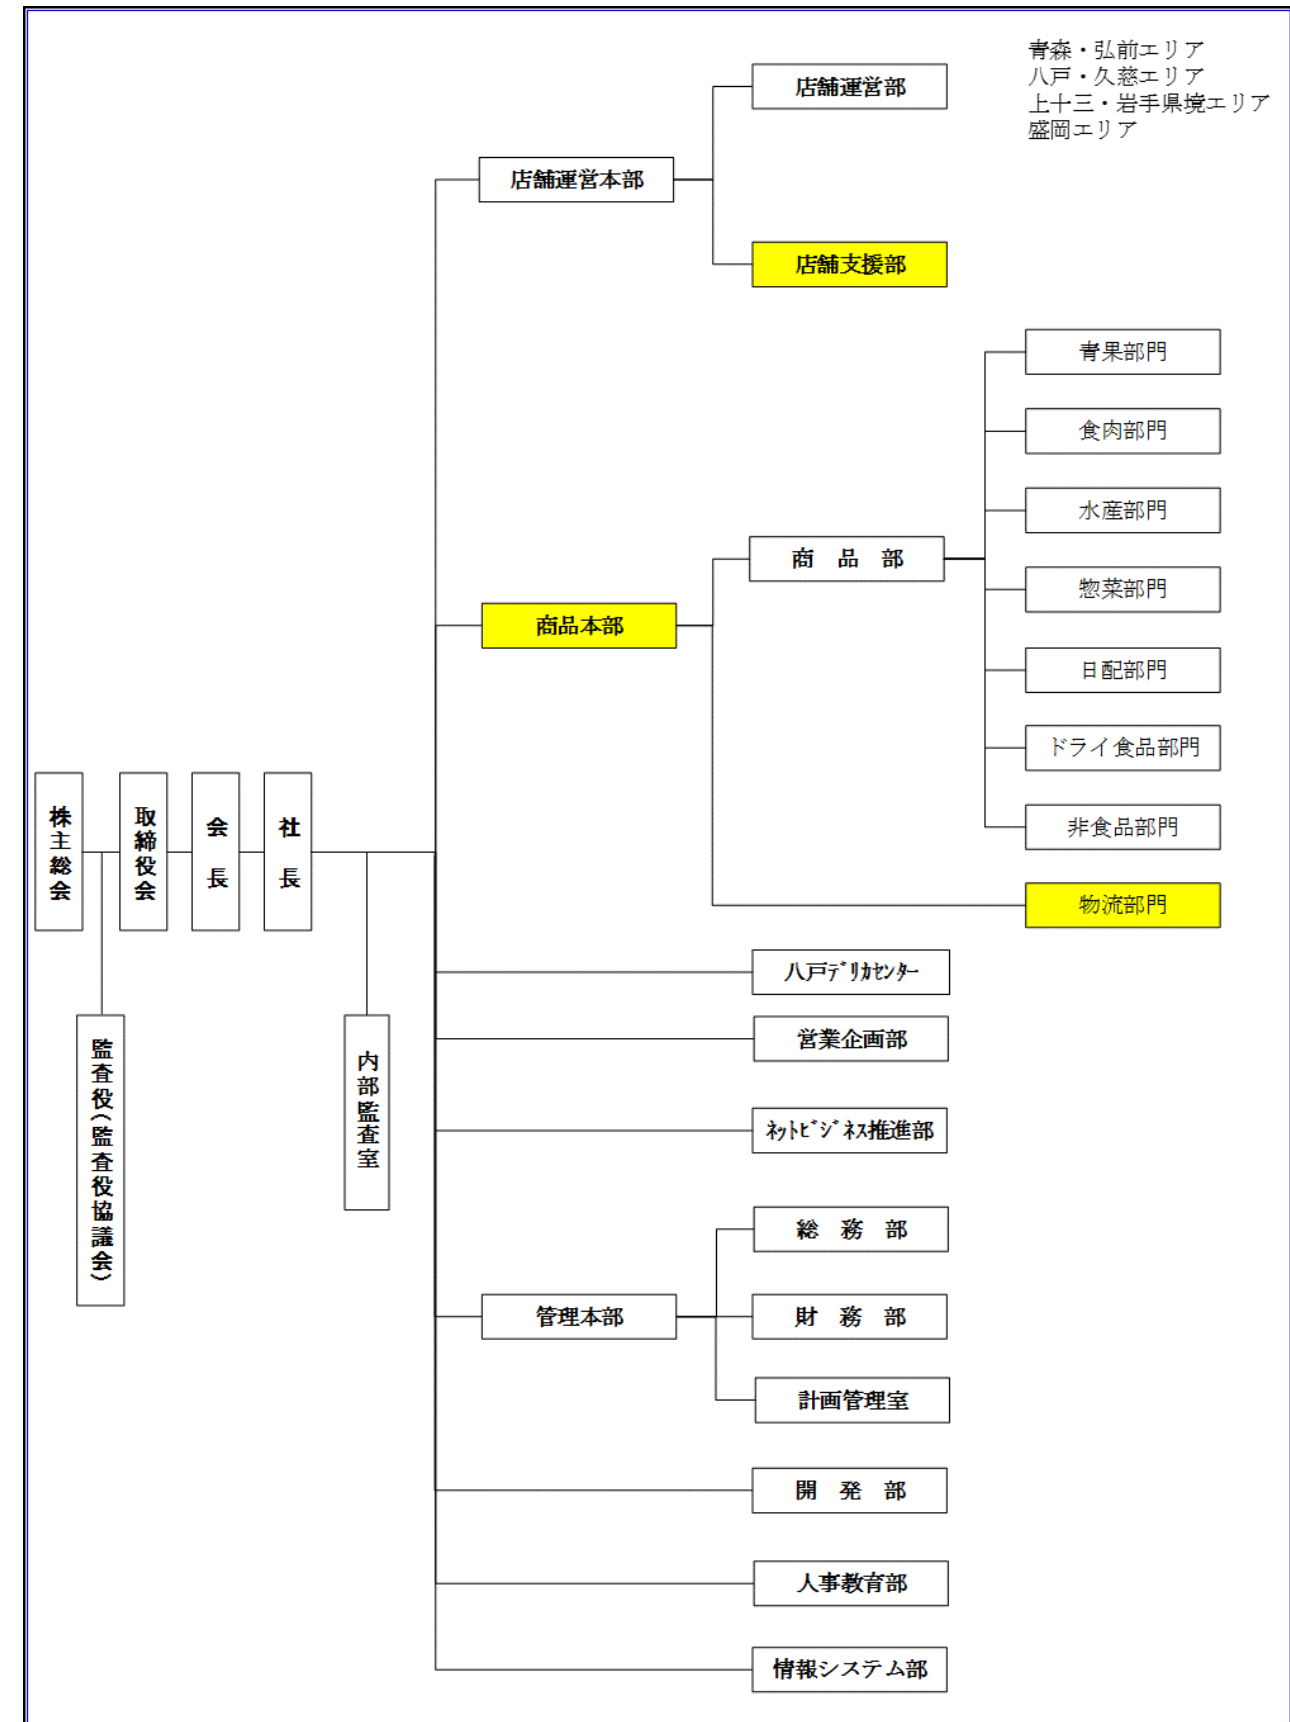 青森・弘前エリア
八戸・久慈エリア
上十三・岩手県境エリア
盛岡エリア
店舗運営部
店舗運営本部
店舗支援部
青果部門
食肉部門
水産部門
商　品　部
惣菜部門
商品本部
日配部門
ドライ食品部門
非食品部門
物流部門
株主総会
取締役会
会長
社長
監査役(監査役協議会)
内部監査室
八戸ﾃﾞﾘｶｾﾝﾀｰ
営業企画部
ﾈｯﾄﾋﾞｼﾞﾈｽ推進部
総　務　部
管理本部
財　務　部
計画管理室
開　発　部
人事教育部
情報システム部